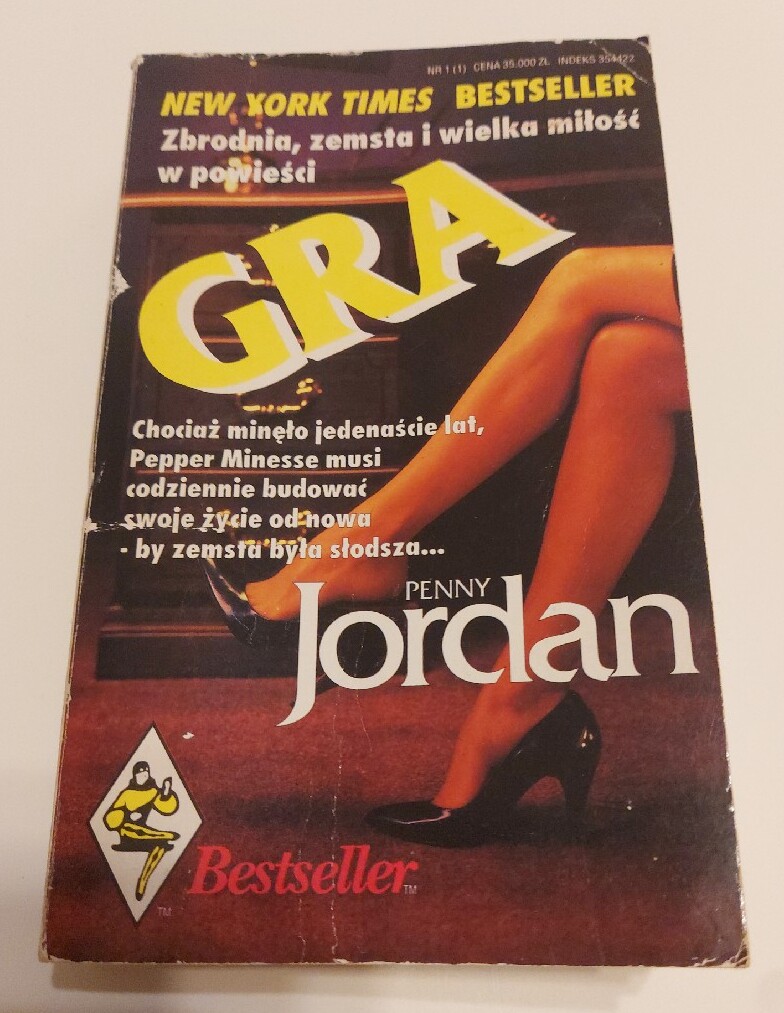 NR 1 (1) CENA 35.000 ZŁ INDEKS 354422
NEW YORK TIMES BESTSELLER
Zbrodnia, zemsta i wielka miłość
w powieści
GRA
Chociaż minęło jedenaście lat,
Pepper Minesse musi
codziennie budować
swoje życie od nowa
- by zemsta była słodsza...
PENNY
Jordan
Bestseller TM
TM